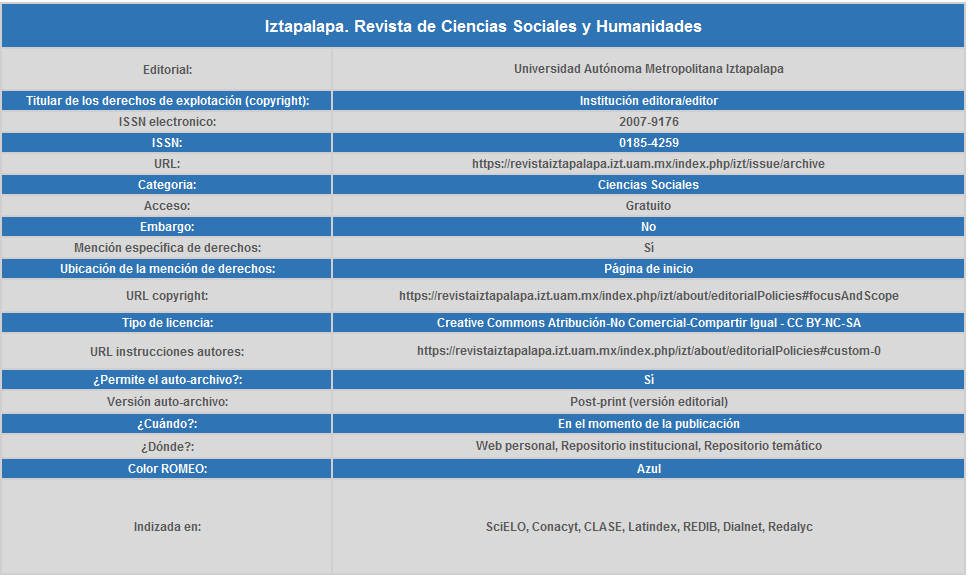 Iztapalapa. Revista de Ciencias Sociales y Humanidades
Editorial: Universidad Autónoma Metropolitana Iztapalapa
Titular de los derechos de explotación (copyright): Institución editora/editor
ISSN electronico: 2007-9176
ISSN: 0185-4259
URL: https://revistaiztapalapa.izt.uam.mx/index.php/izt/issue/archive
Categoria: Ciencias Sociales
Acceso: Gratuito
Embargo: No
Mención específica de derechos: Sí
Ubicación de la mención de derechos: Página de inicio
URL copyright: https://revistaiztapalapa.izt.uam.mx/index.php/izt/about/editorialPolicies#focusAndScope
Tipo de licencia: Creative Commons Atribución-No Comercial-Compartir Igual - CC BY-NC-SA
URL instrucciones autores: https://revistaiztapalapa.izt.uam.mx/index.php/izt/about/editorialPolicies#custom-0
¿Permite el auto-archivo?: Sí
Versión auto-archivo: Post-print (versión editorial)
¿Cuándo?: En el momento de la publicación
¿Dónde?: Web personal, Repositorio institucional, Repositorio temático
Color ROMEO: Azul
Indizada en: SciELO, Conacyt, CLASE, Latindex, REDIB, Dialnet, Redalyc